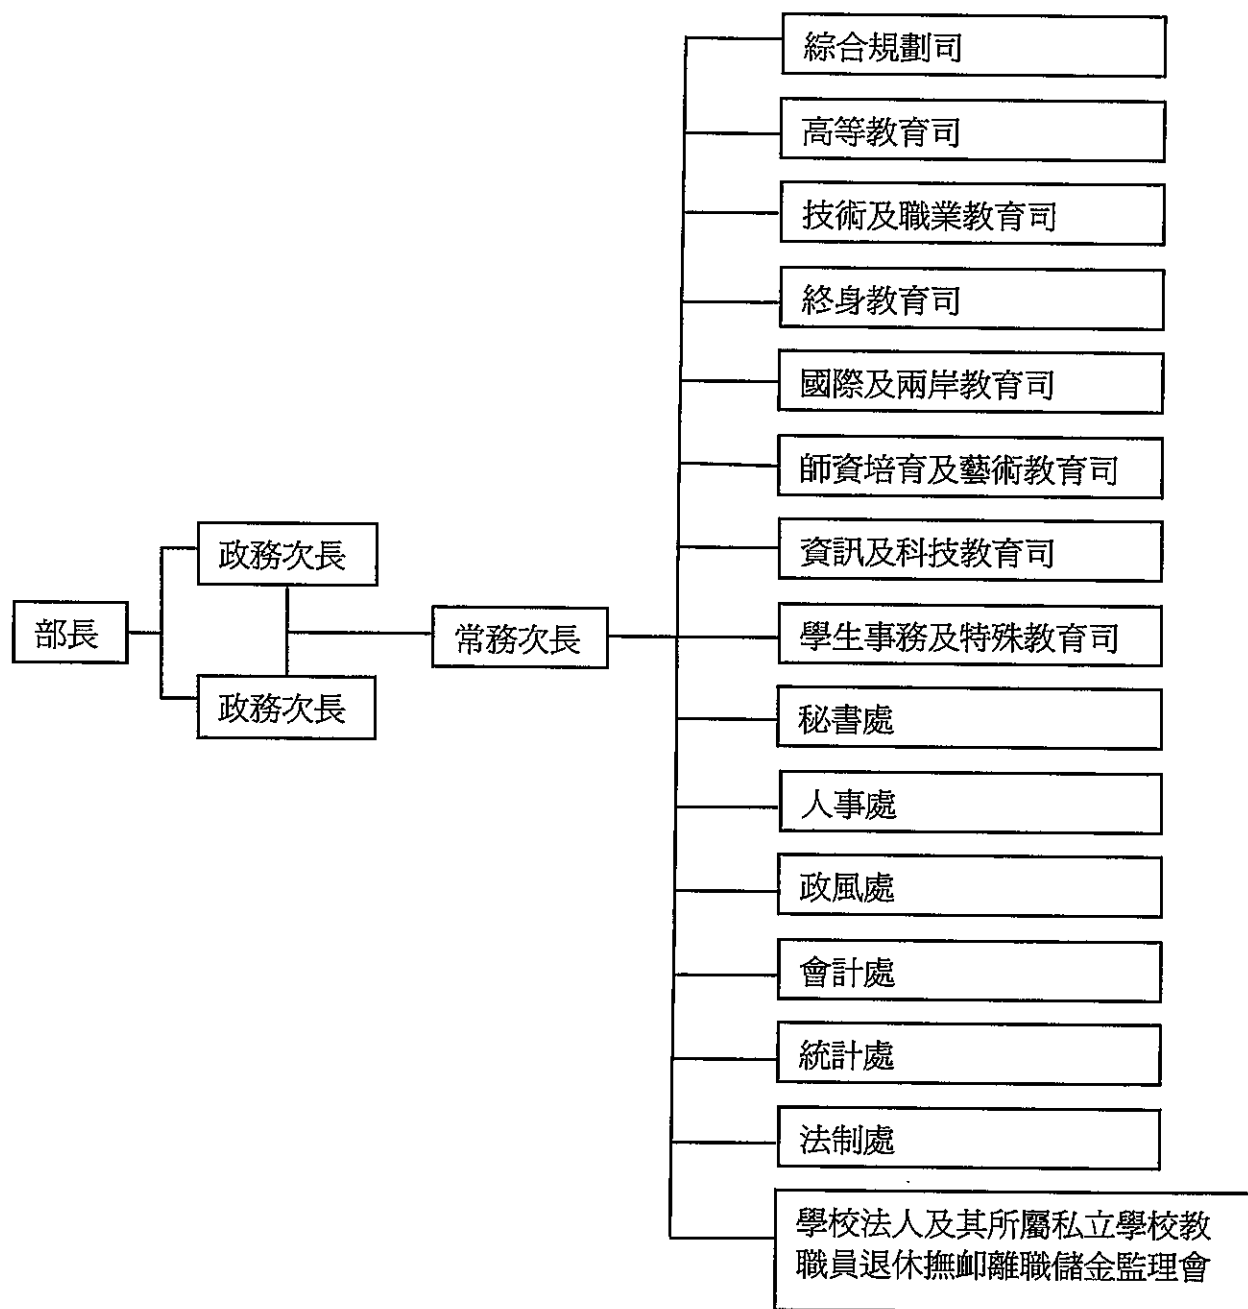 部長
政務次長
政務次長
常務次長
綜合規劃司
高等教育司
技術及職業教育司
終身教育司
國際及兩岸教育司
師資培育及藝術教育司
資訊及科技教育司
學生事務及特殊教育司
秘書處
人事處
政風處
會計處
統計處
法制處
學校法人及其所屬私立學校教
職員退休撫卹離職儲金監理會